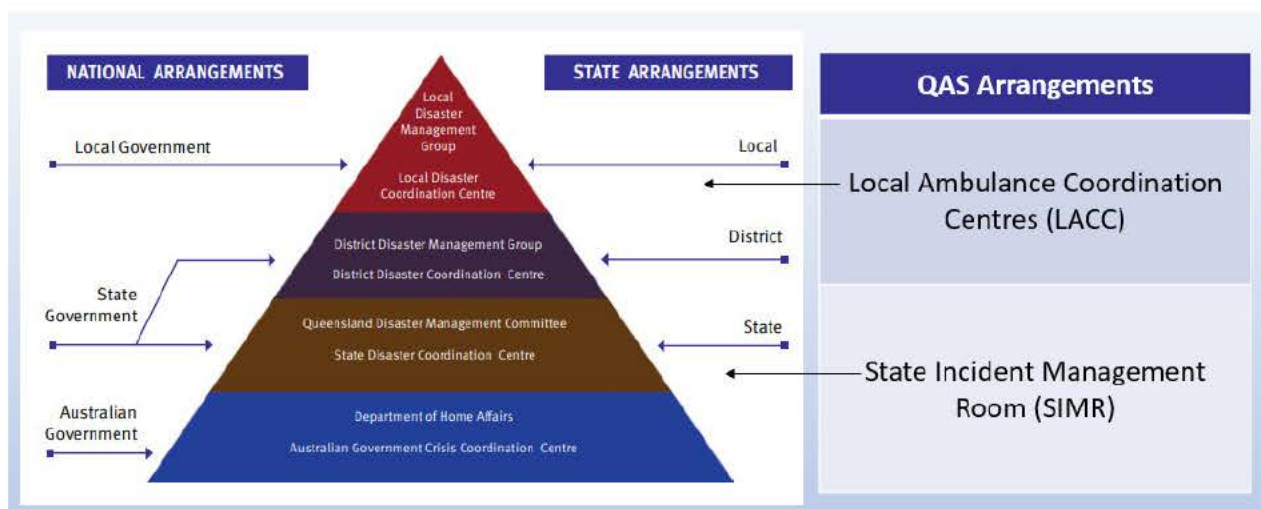 NATIONAL ARRANGEMENTS
STATE ARRANGEMENTS
QAS Arrangements
Local Government
State
Government
Australian
Government
Local
Disaster
Management
Group
Local Disaster
Coordination Centre
District Disaster Management Group
District Disaster Coordination Centre
Queensland Disaster Management Committee
State Disaster Coordination Centre
Department of Home Affairs
Australian Government Crisis Coordination Centre
Local
District
State
Local Ambulance Coordination
Centres (LACC)
State Incident Management
Room (SIMR)